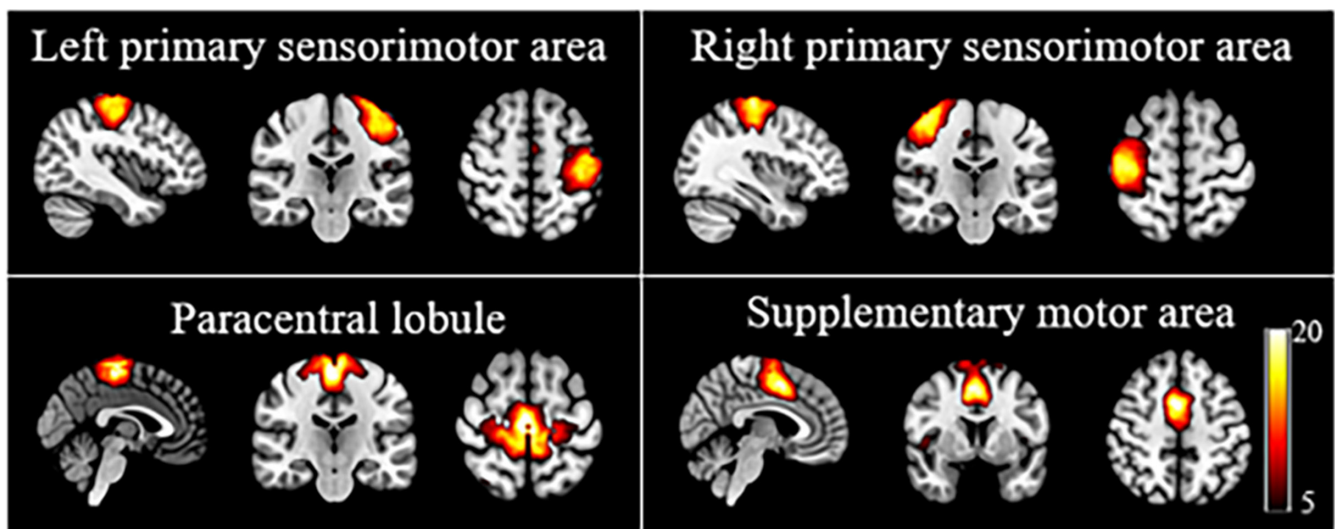 Left primary sensorimotor area
Right primary sensorimotor area
Paracentral lobule
Supplementary motor area
20
5